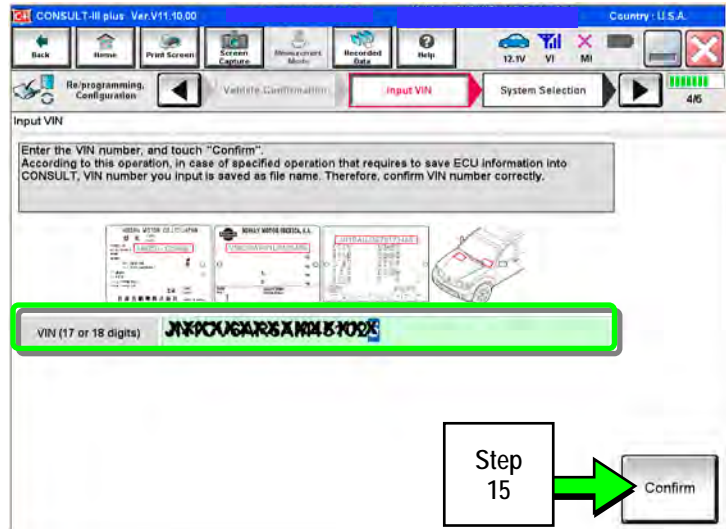 CONSULT-III plus Ver.V11.10.00 Country : U.S.A.
Back
Home
Print Screen
Screen Capture
Measurement Mode
Recorded Data
Help
12.1V VI MI
Re/programming, Configuration
Vehicle Confirmation
Input VIN
System Selection
4/6
Input VIN
Enter the VIN number, and touch "Confirm".
According to this operation, in case of specified operation that requires to save ECU information into
CONSULT, VIN number you input is saved as file name. Therefore, confirm VIN number correctly.
VIN (17 or 18 digits)
Step
15
Confirm